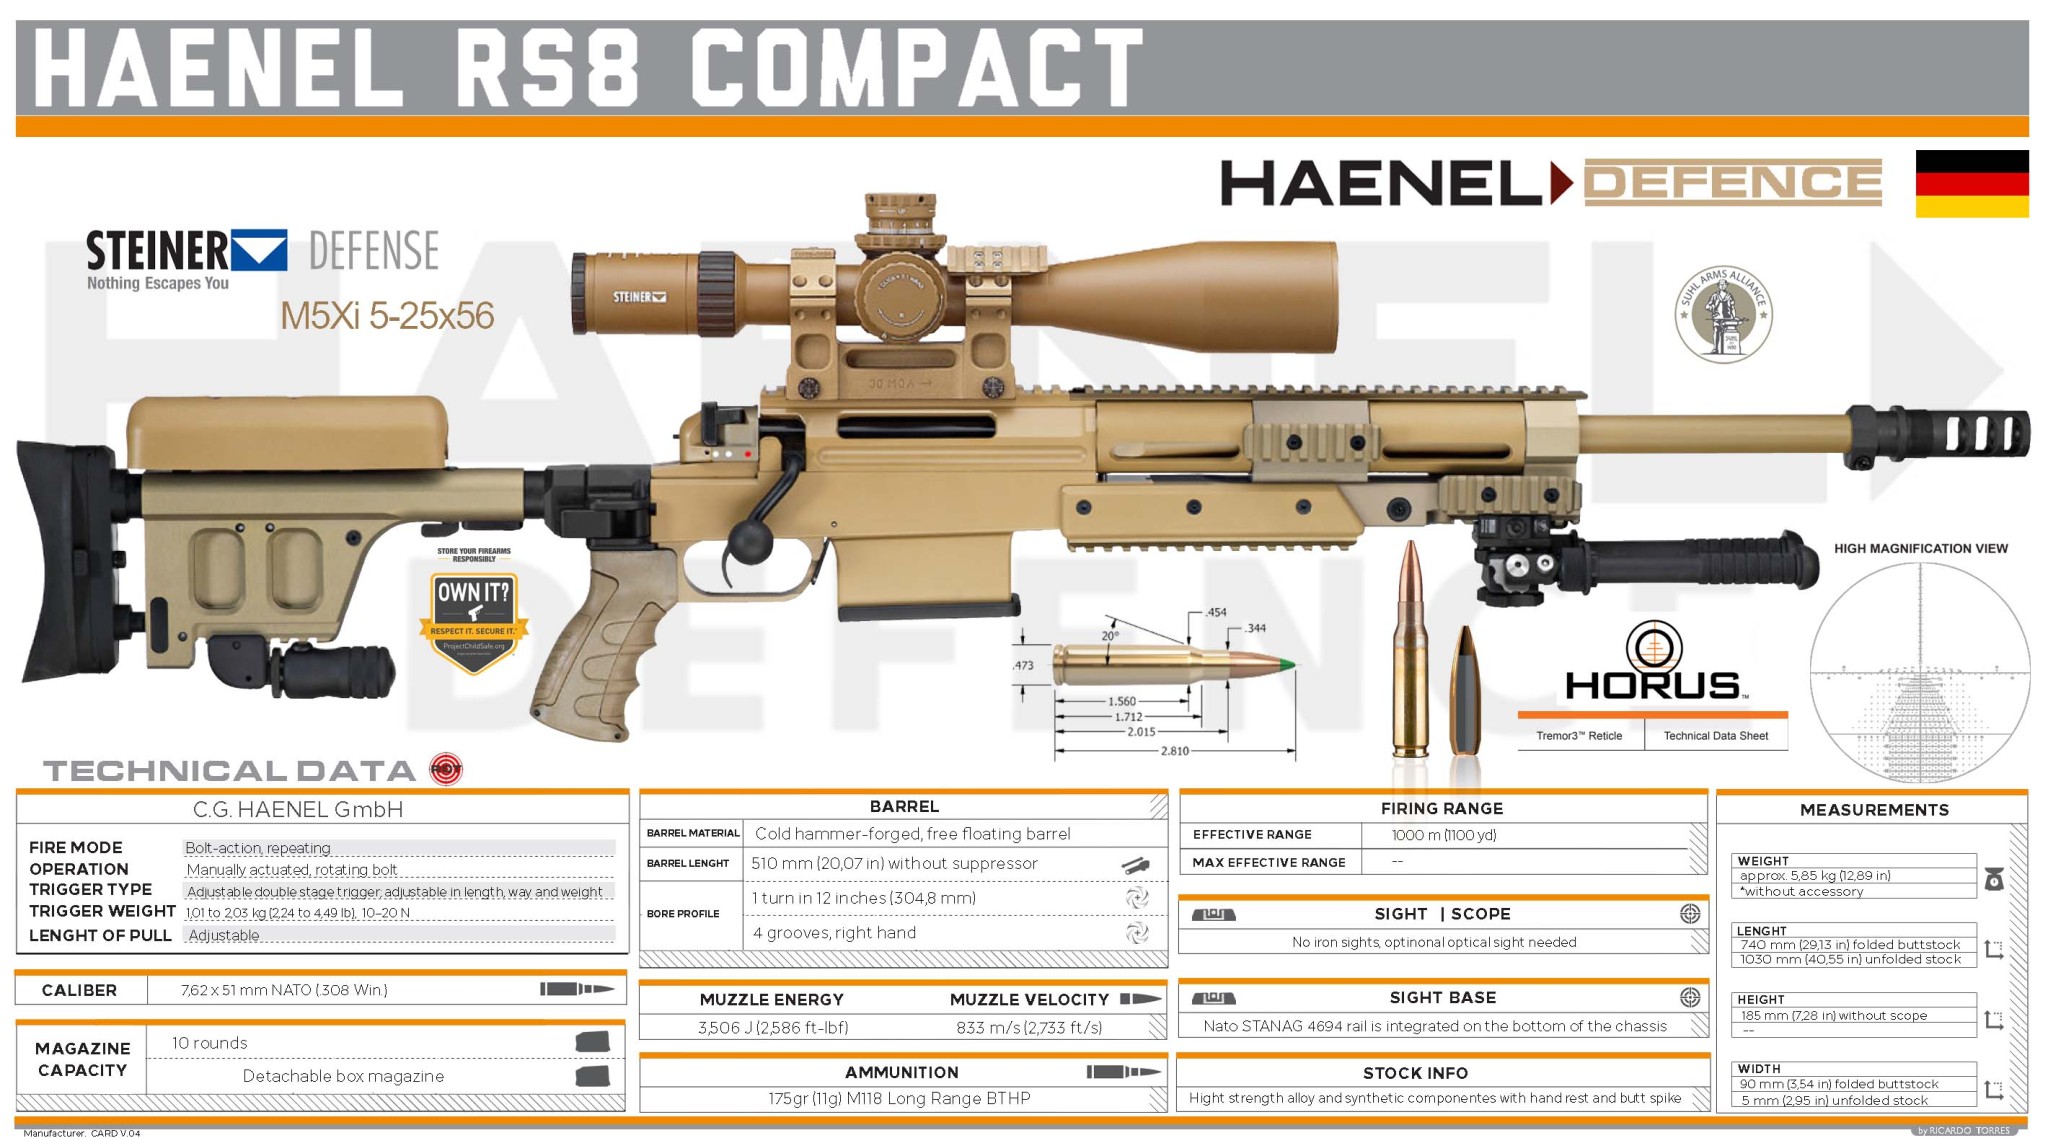 HAENEL RS8 COMPACT
HAENEL DEFENCE
STEINER DEFENSE
Nothing Escapes You
M5Xi 5-25x56
STEINER
30 MOA →
SUHL ARMS ALLIANCE
STORE YOUR FIREARMS
RESPONSIBLY
OWN IT?
RESPECT IT. SECURE IT.
ProjectChildSafe.org
.454
20°
.344
.473
1.560
1.712
2.015
2.810
HORUS™
Tremor3™ Reticle
Technical Data Sheet
HIGH MAGNIFICATION VIEW
TECHNICAL DATA
C.G. HAENEL GmbH
FIRE MODE Bolt-action, repeating
OPERATION Manually actuated, rotating bolt
TRIGGER TYPE Adjustable double stage trigger, adjustable in length, way and weight
TRIGGER WEIGHT 1,01 to 2,03 kg (2,24 to 4,49 lb), 10-20 N
LENGHT OF PULL Adjustable
CALIBER 7,62 x 51 mm NATO (.308 Win.)
MAGAZINE CAPACITY
10 rounds
Detachable box magazine
BARREL
BARREL MATERIAL Cold hammer-forged, free floating barrel
BARREL LENGHT 510 mm (20,07 in) without suppressor
BORE PROFILE
1 turn in 12 inches (304,8 mm)
4 grooves, right hand
MUZZLE ENERGY MUZZLE VELOCITY
3,506 J (2,586 ft-lbf) 833 m/s (2,733 ft/s)
AMMUNITION
175gr (11g) M118 Long Range BTHP
FIRING RANGE
EFFECTIVE RANGE 1000 m (1100 yd)
MAX EFFECTIVE RANGE --
SIGHT | SCOPE
No iron sights, optinonal optical sight needed
SIGHT BASE
Nato STANAG 4694 rail is integrated on the bottom of the chassis
STOCK INFO
Hight strength alloy and synthetic componentes with hand rest and butt spike
MEASUREMENTS
WEIGHT
approx. 5,85 kg (12,89 in)
*without accessory
LENGHT
740 mm (29,13 in) folded buttstock
1030 mm (40,55 in) unfolded stock
HEIGHT
185 mm (7,28 in) without scope
--
WIDTH
90 mm (3,54 in) folded buttstock
5 mm (2,95 in) unfolded stock
Manufacturer. CARD V.04
by RICARDO TORRES